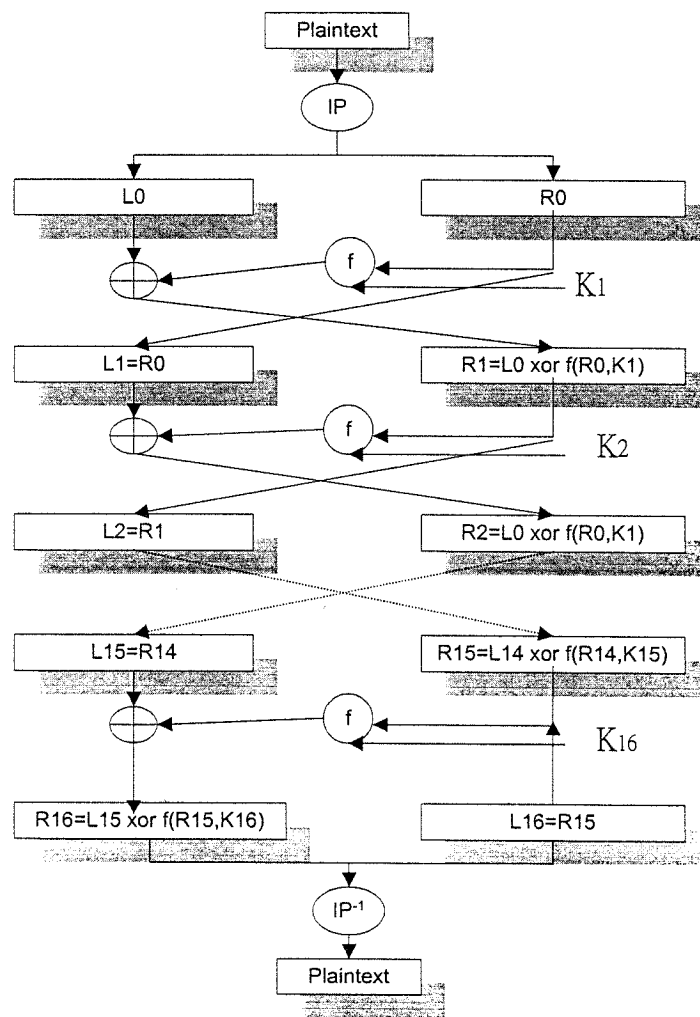 Plaintext
IP
L0
R0
f
K1
L1=R0
R1=L0 xor f(R0,K1)
f
K2
L2=R1
R2=L0 xor f(R0,K1)
L15=R14
R15=L14 xor f(R14,K15)
f
K16
R16=L15 xor f(R15,K16)
L16=R15
IP-1
Plaintext